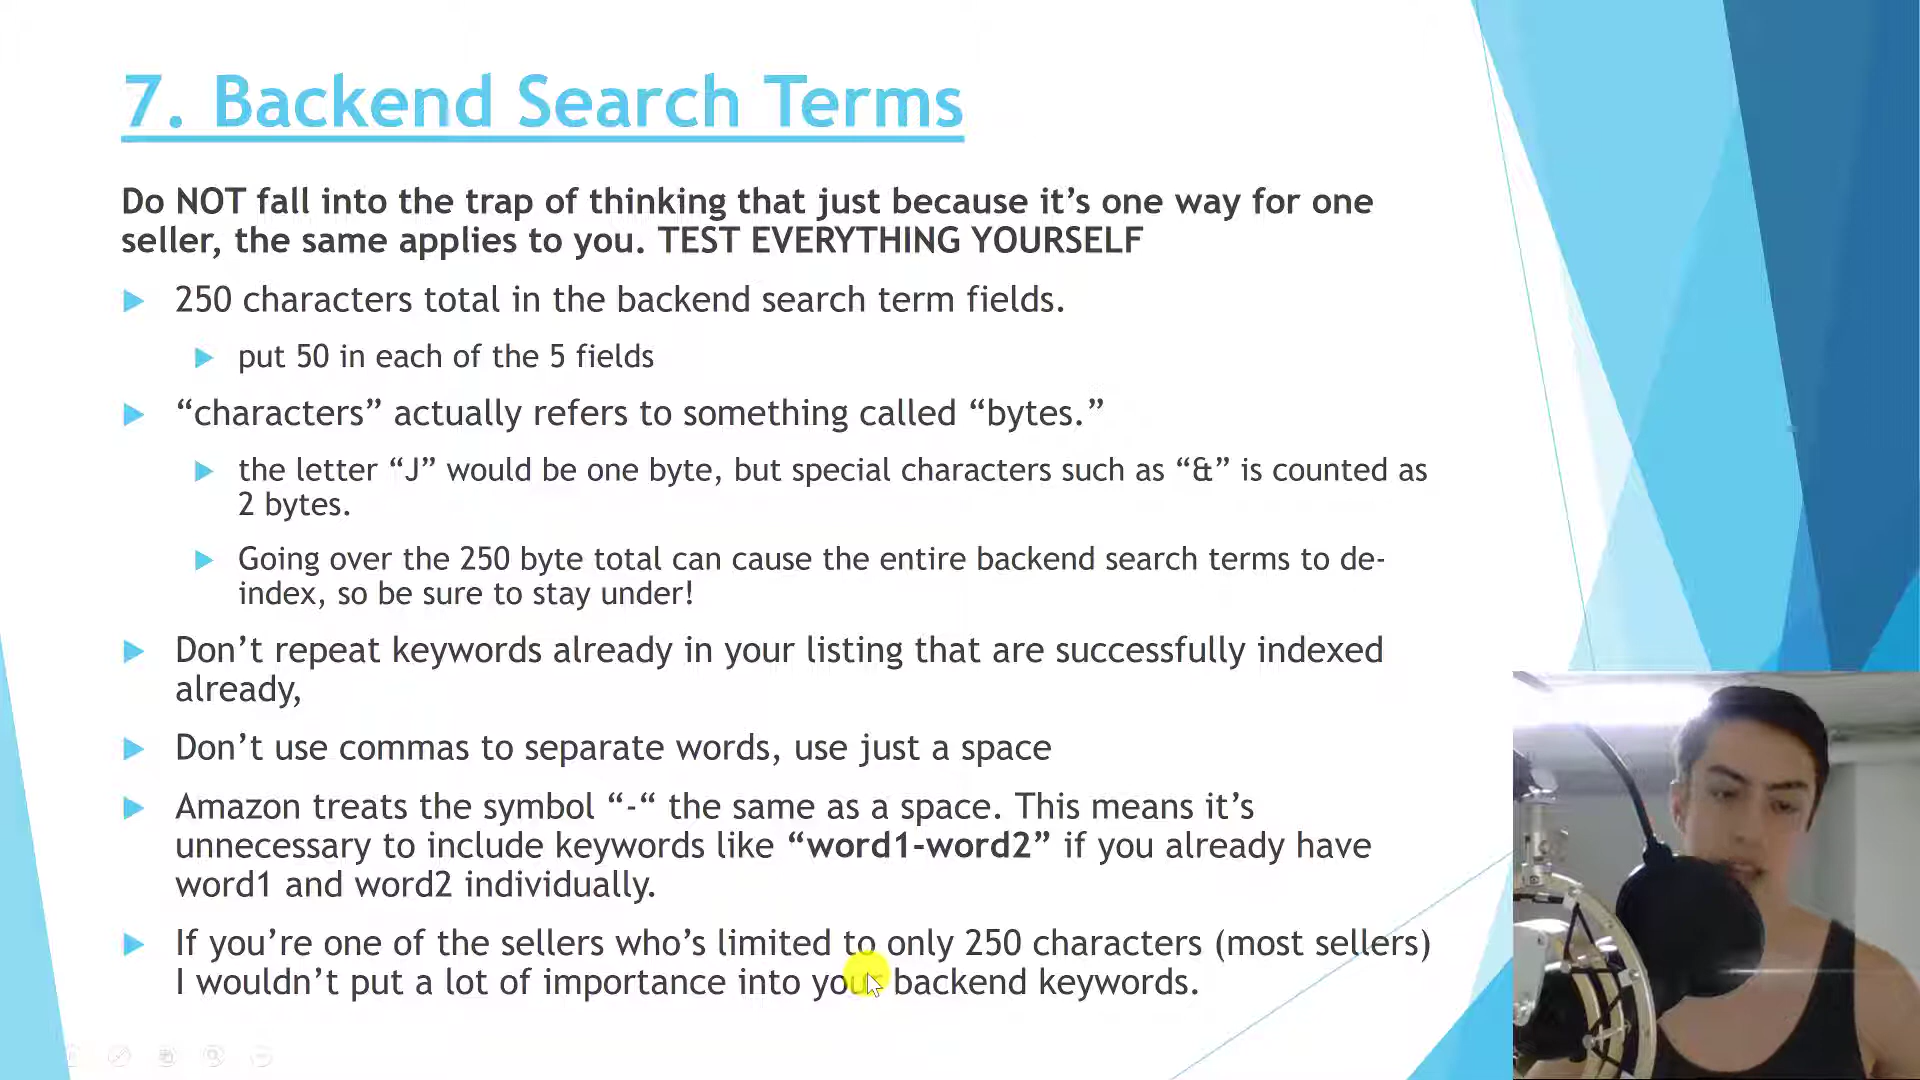 7. Backend Search Terms
Do NOT fall into the trap of thinking that just because it’s one way for one
seller, the same applies to you. TEST EVERYTHING YOURSELF
250 characters total in the backend search term fields.
put 50 in each of the 5 fields
“characters” actually refers to something called “bytes.”
the letter “J” would be one byte, but special characters such as “&” is counted as
2 bytes.
Going over the 250 byte total can cause the entire backend search terms to de-
index, so be sure to stay under!
Don’t repeat keywords already in your listing that are successfully indexed
already,
Don’t use commas to separate words, use just a space
Amazon treats the symbol “-“ the same as a space. This means it’s
unnecessary to include keywords like “word1-word2” if you already have
word1 and word2 individually.
If you’re one of the sellers who’s limited to only 250 characters (most sellers)
I wouldn’t put a lot of importance into your backend keywords.